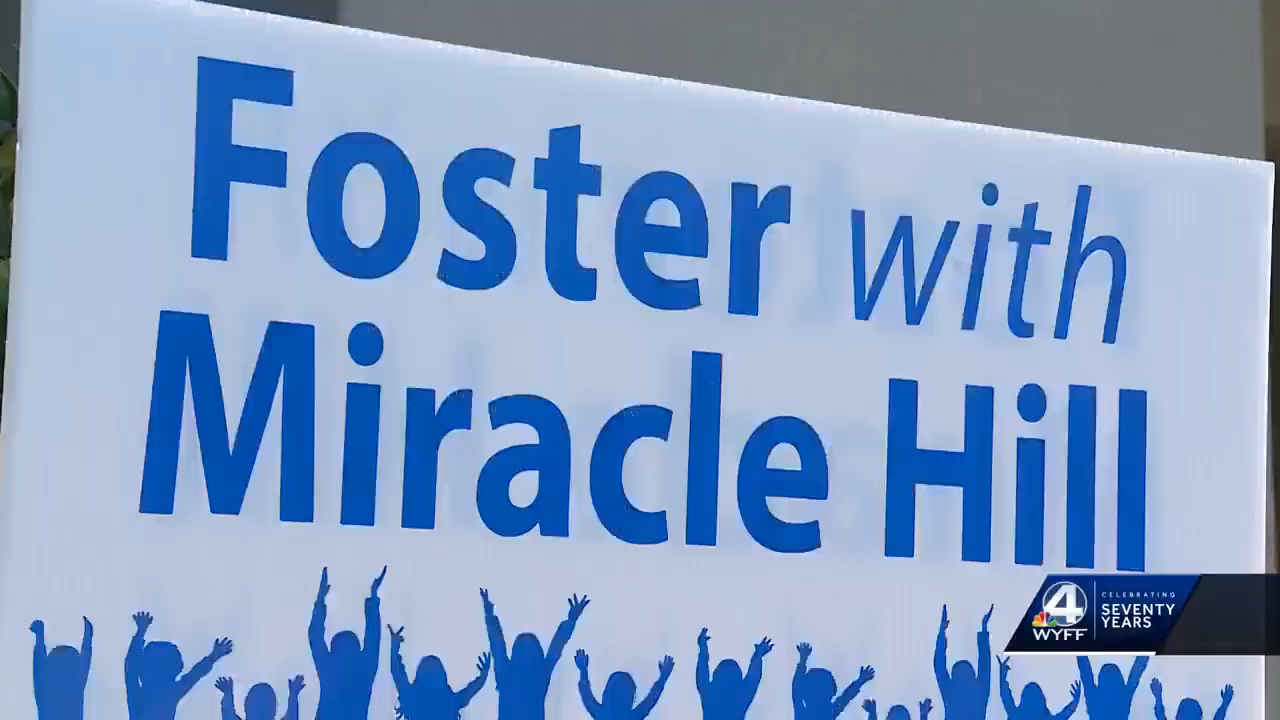 Foster with
Miracle Hill
4
WYFF
CELEBRATING
SEVENTY
YEARS